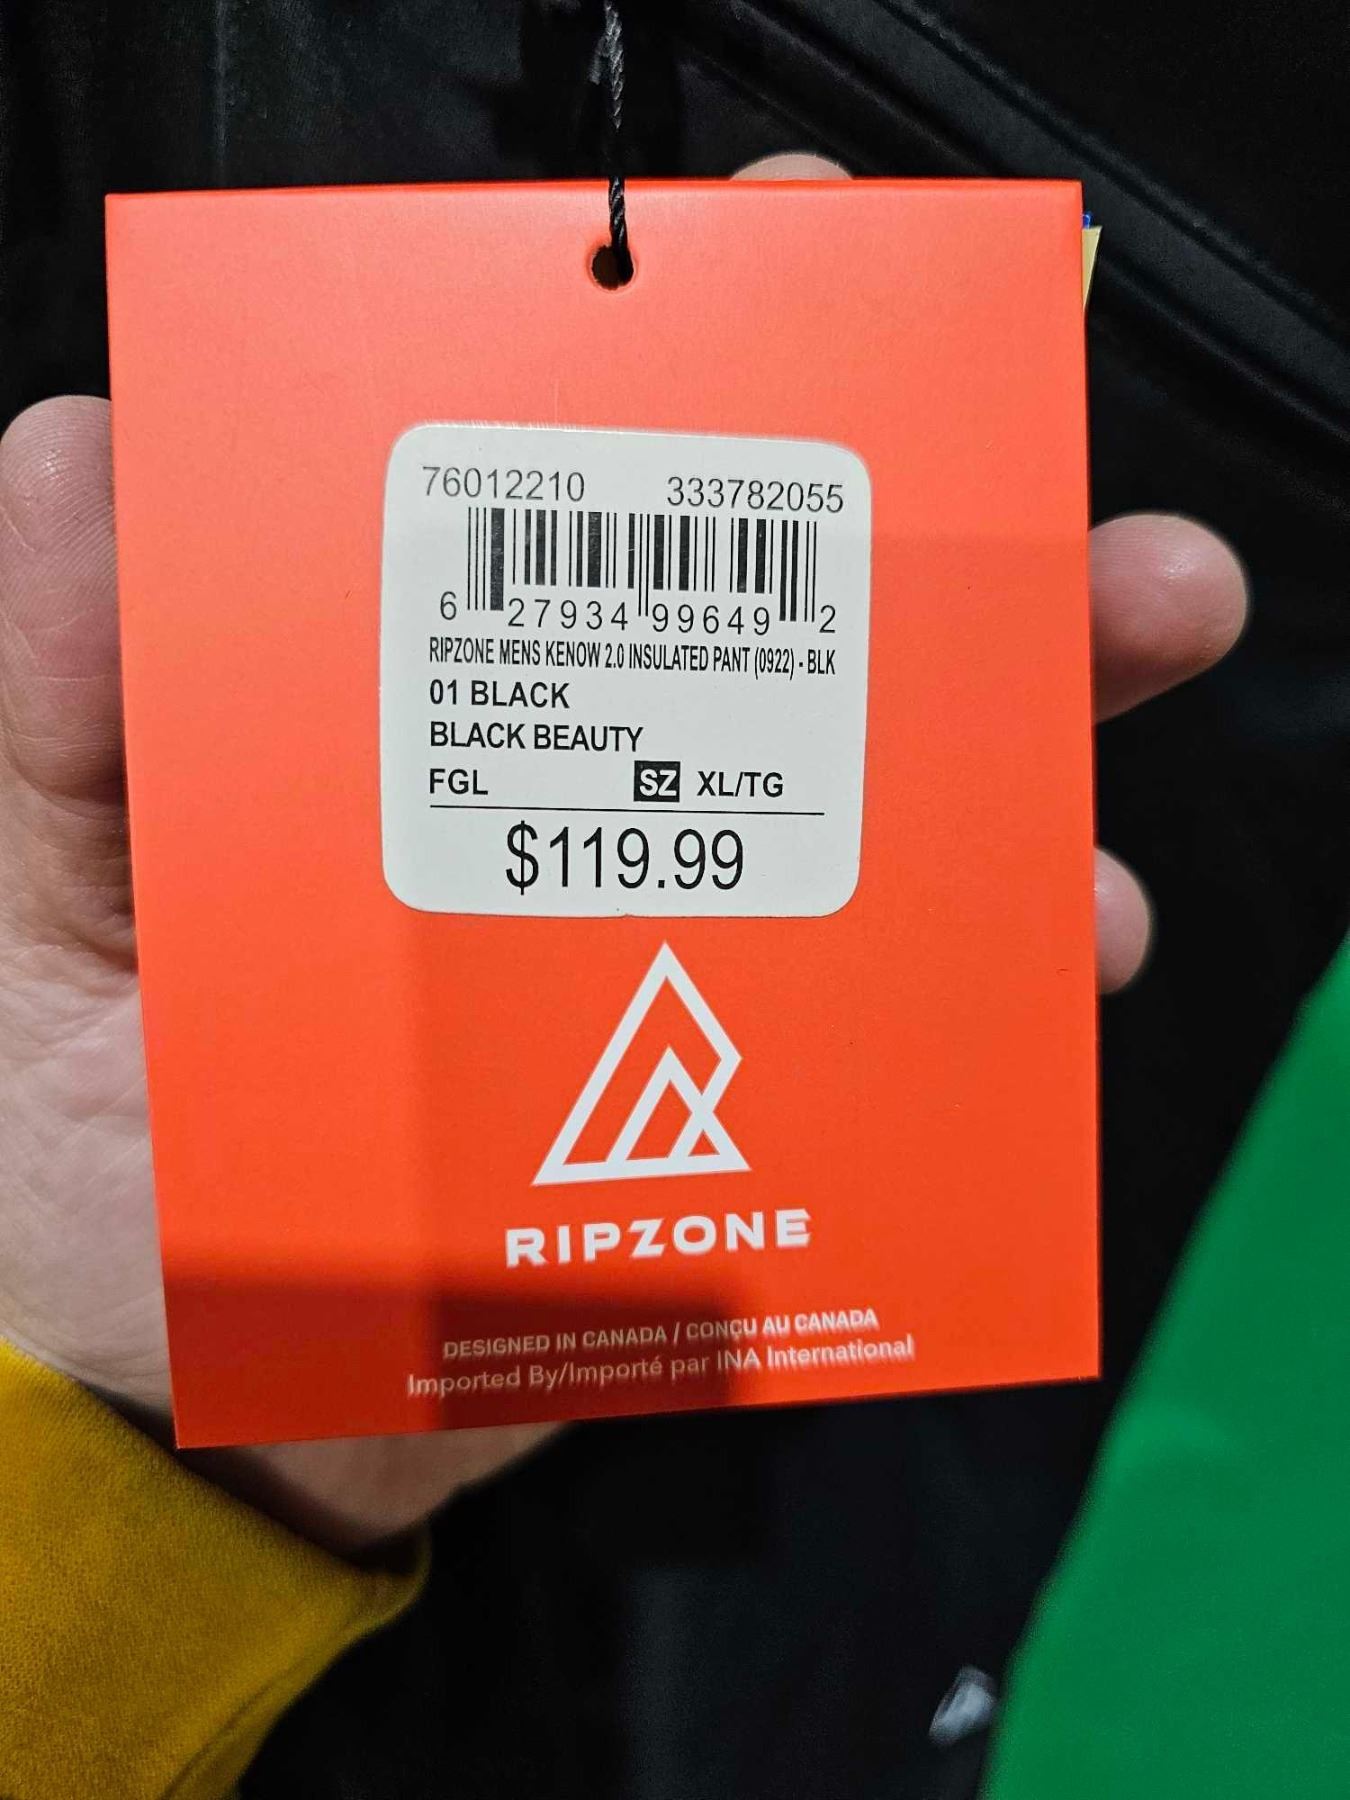 76012210 333782055
6 27934 99649 2
RIPZONE MENS KENOW 2.0 INSULATED PANT (0922) - BLK
01 BLACK
BLACK BEAUTY
FGL SZ XL/TG
$119.99
RIPZONE
DESIGNED IN CANADA / CONÇU AU CANADA
Imported By/Importé par INA International